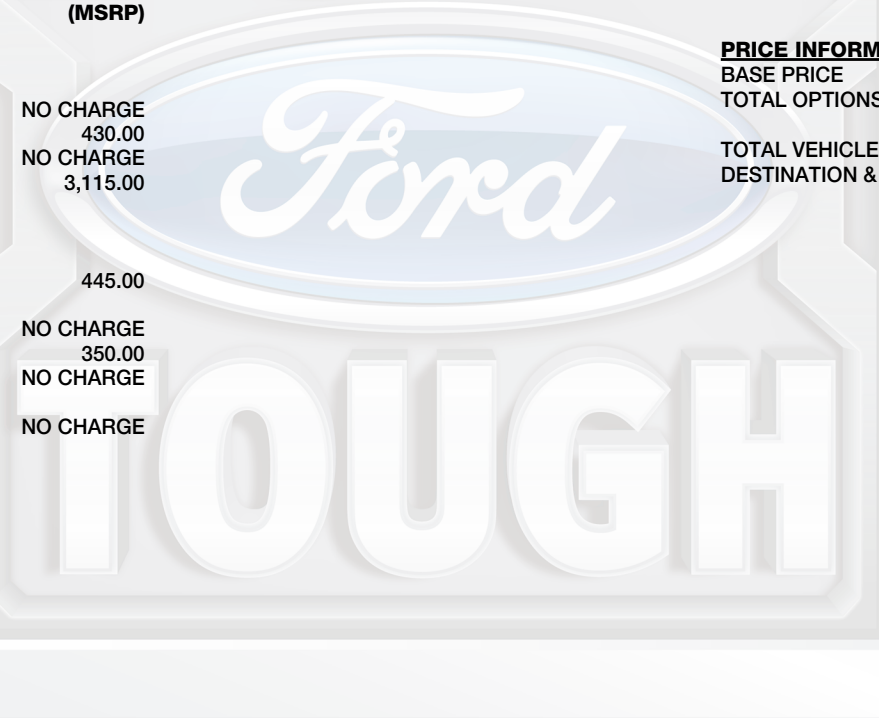 (MSRP)
NO CHARGE
430.00
NO CHARGE
3,115.00
445.00
NO CHARGE
350.00
NO CHARGE
NO CHARGE
PRICE INFORM
BASE PRICE
TOTAL OPTIONS
TOTAL VEHICLE
DESTINATION &
Ford
TOUGH